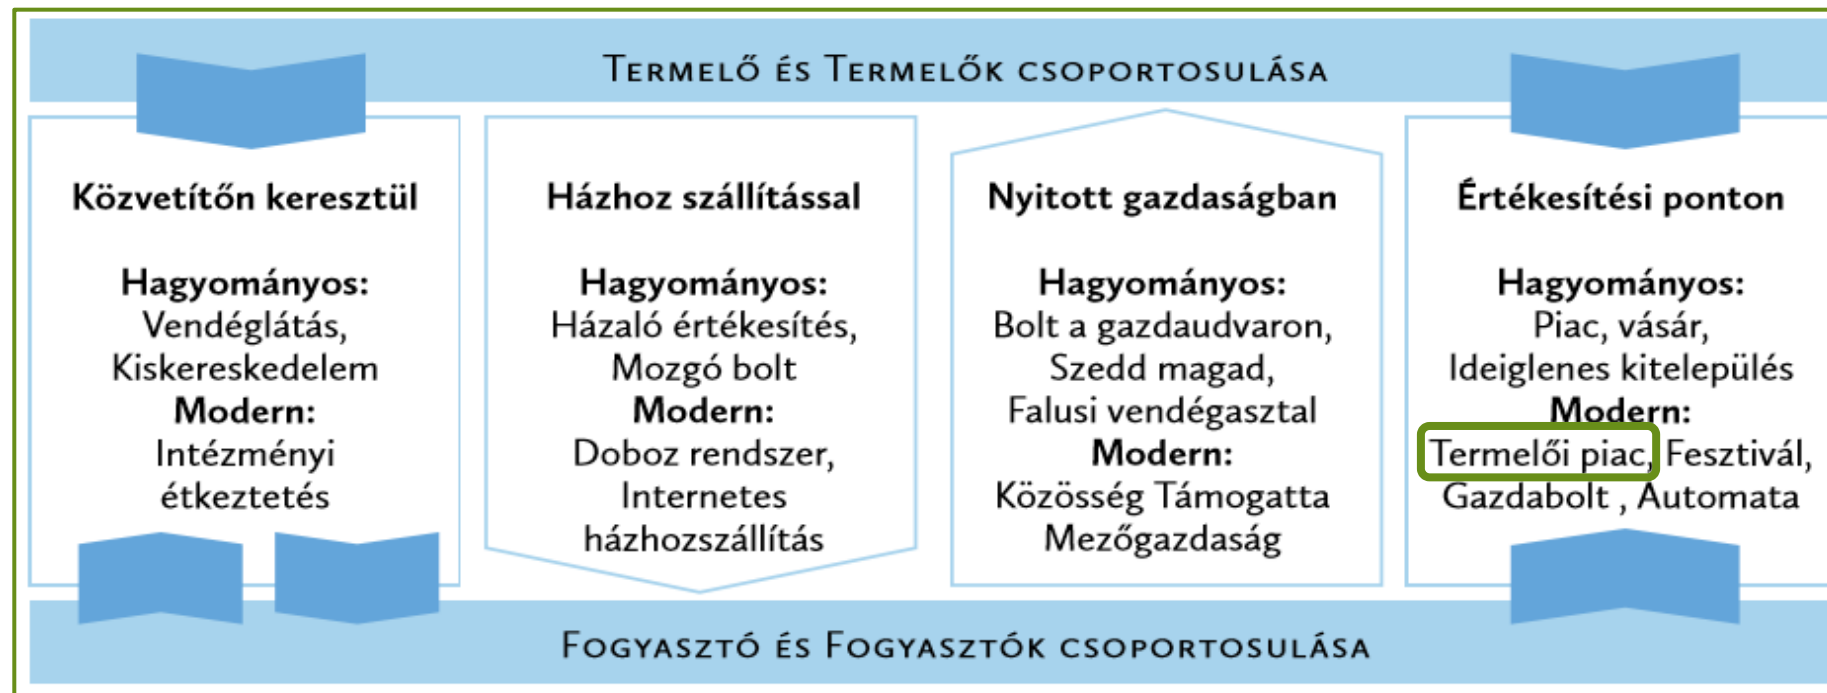 Termelő és Termelők csoportosulása
Közvetítőn keresztül
Hagyományos:
Vendéglátás,
Kiskereskedelem
Modern:
Intézményi
étkeztetés
Házhoz szállítással
Hagyományos:
Házaló értékesítés,
Mozgó bolt
Modern:
Doboz rendszer,
Internetes
házhozszállítás
Nyitott gazdaságban
Hagyományos:
Bolt a gazdaudvaron,
Szedd magad,
Falusi vendégasztal
Modern:
Közösség Támogatta
Mezőgazdaság
Értékesítési ponton
Hagyományos:
Piac, vásár,
Ideiglenes kitelepülés
Modern:
Termelői piac, Fesztivál,
Gazdabolt , Automata
Fogyasztó és Fogyasztók csoportosulása